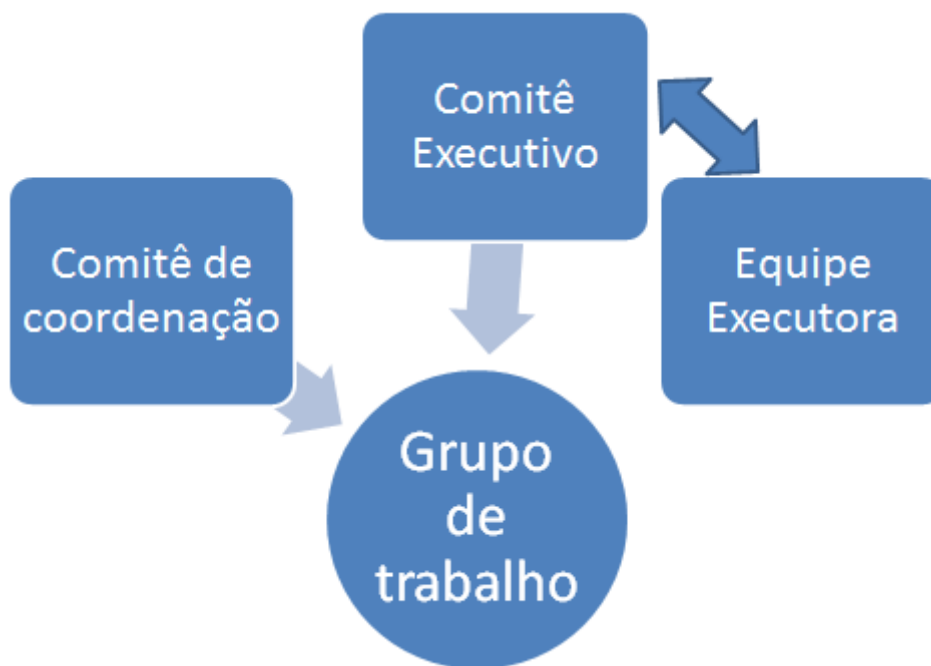 Comitê
Executivo
Comitê de
coordenação
Equipe
Executora
Grupo
de
trabalho